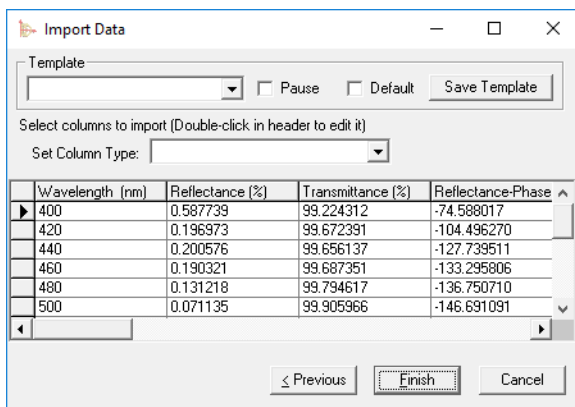 Import Data
Template
Pause Default Save Template
Select columns to import (Double-click in header to edit it)
Set Column Type:
Wavelength (nm) Reflectance (%) Transmittance (%) Reflectance-Phase
400 0.587739 99.224312 -74.588017
420 0.196973 99.672391 -104.496270
440 0.200576 99.656137 -127.739511
460 0.190321 99.687351 -133.295806
480 0.131218 99.794617 -136.750710
500 0.071135 99.905966 -146.691091
< Previous Finish Cancel